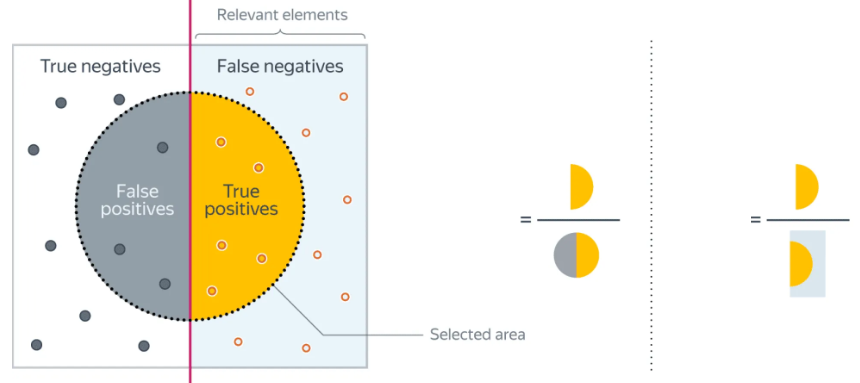 Relevant elements
True negatives
False negatives
False
positives
True
positives
=
=
Selected area